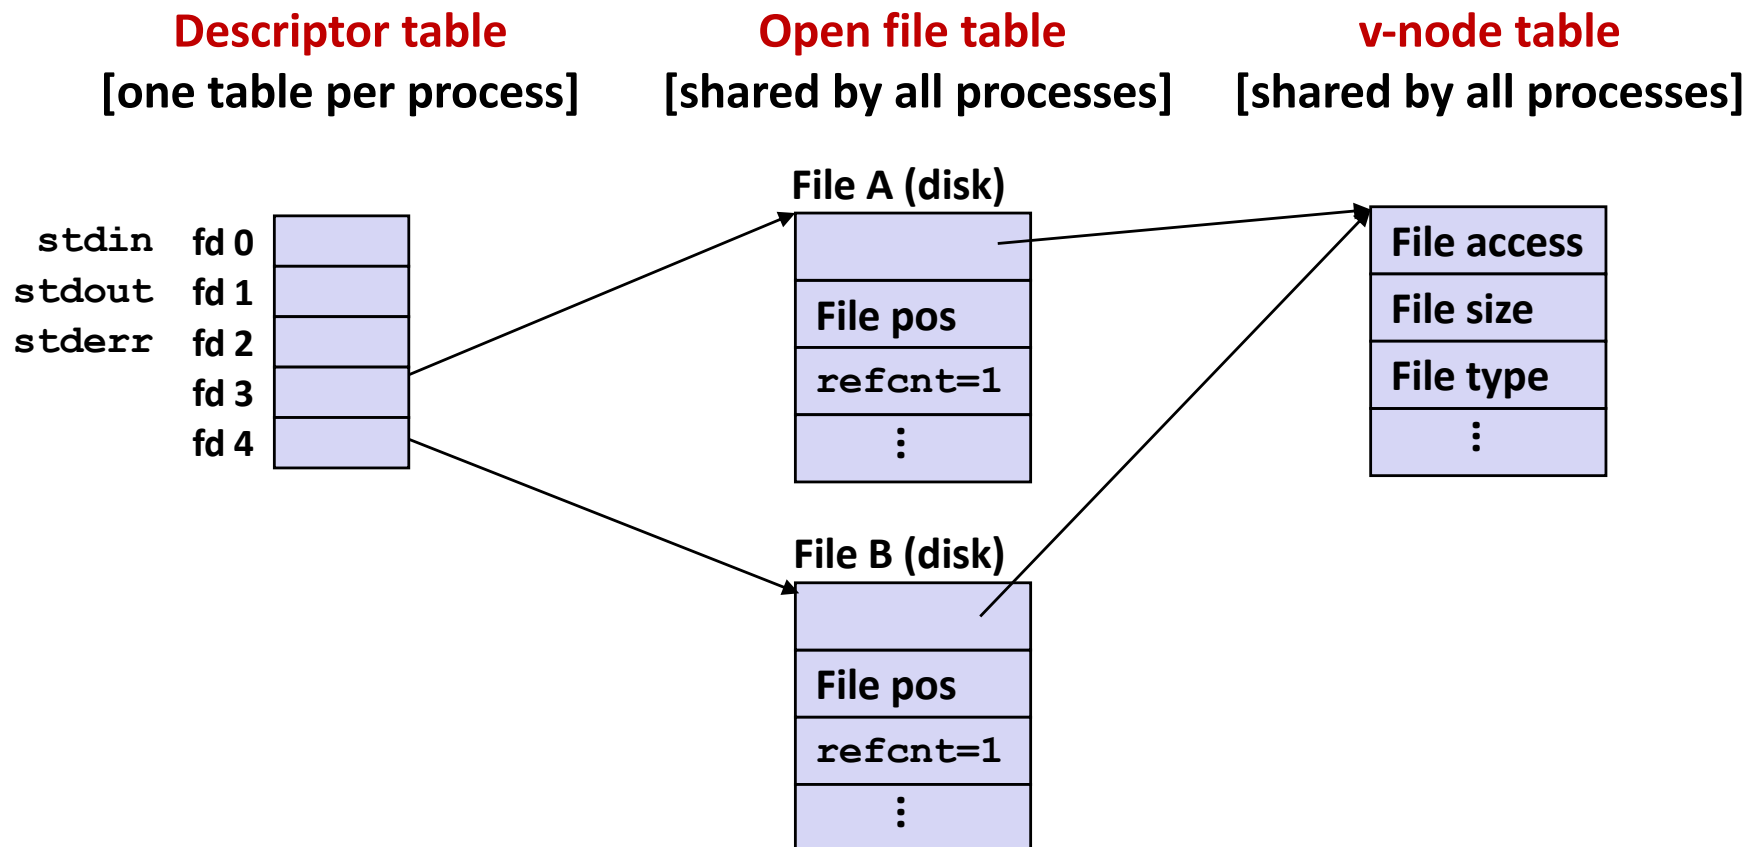 Descriptor table
[one table per process]
Open file table
[shared by all processes]
v-node table
[shared by all processes]
stdin fd 0
stdout fd 1
stderr fd 2
fd 3
fd 4
File A (disk)
File pos
refcnt=1
⋮
File B (disk)
File pos
refcnt=1
⋮
File access
File size
File type
⋮